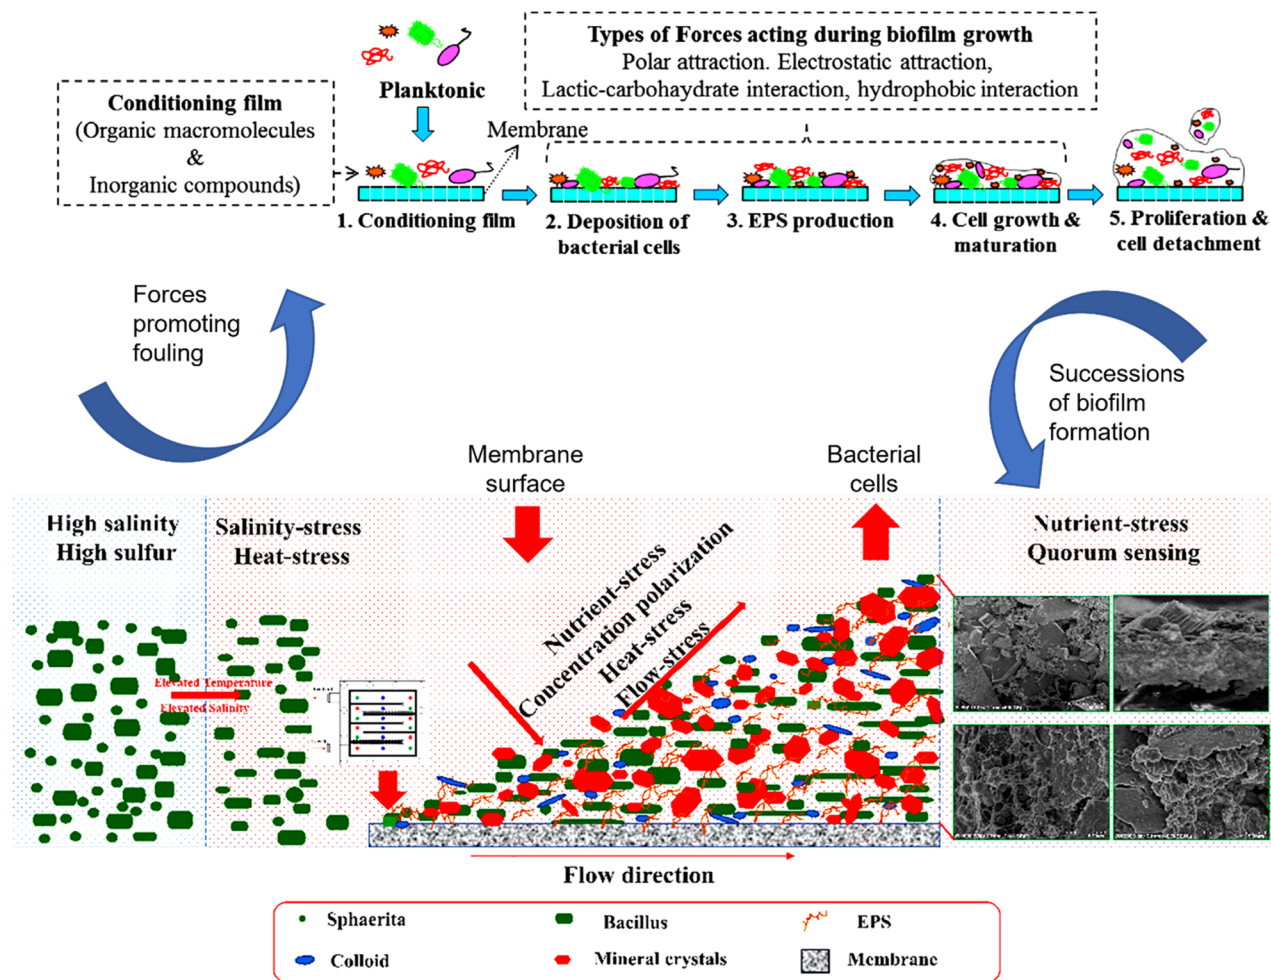 Types of Forces acting during biofilm growth
Polar attraction. Electrostatic attraction,
Lactic-carbohaydrate interaction, hydrophobic interaction
Planktonic
Conditioning film
(Organic macromolecules
&
Inorganic compounds)
Membrane
1. Conditioning film
2. Deposition of
bacterial cells
3. EPS production
4. Cell growth &
maturation
5. Proliferation &
cell detachment
Forces
promoting
fouling
Successions
of biofilm
formation
Membrane
surface
Bacterial
cells
High salinity
High sulfur
Salinity-stress
Heat-stress
Nutrient-stress
Concentration polarization
Heat-stress
Flow-stress
Nutrient-stress
Quorum sensing
Elevated Temperature
Elevated Salinity
Flow direction
Sphaerita
Bacillus
EPS
Colloid
Mineral crystals
Membrane